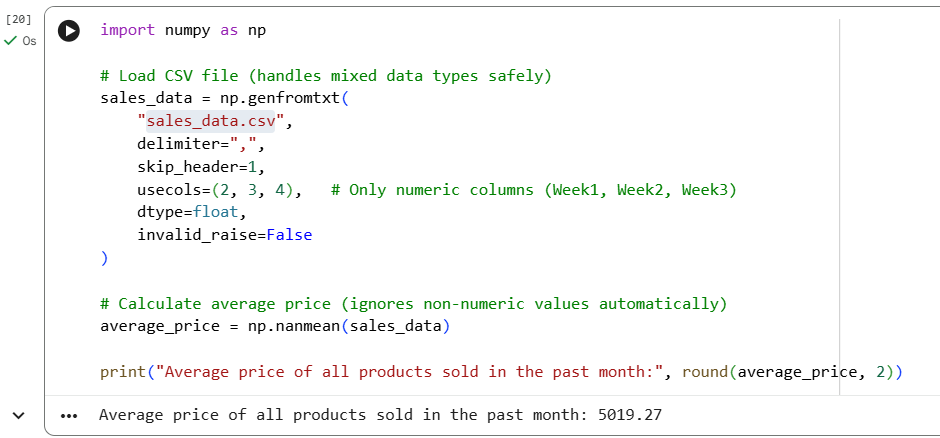 [20]
0s
import numpy as np
# Load CSV file (handles mixed data types safely)
sales_data = np.genfromtxt(
"sales_data.csv",
delimiter=",",
skip_header=1,
usecols=(2, 3, 4),   # Only numeric columns (Week1, Week2, Week3)
dtype=float,
invalid_raise=False
)
# Calculate average price (ignores non-numeric values automatically)
average_price = np.nanmean(sales_data)
print("Average price of all products sold in the past month:", round(average_price, 2))
Average price of all products sold in the past month: 5019.27